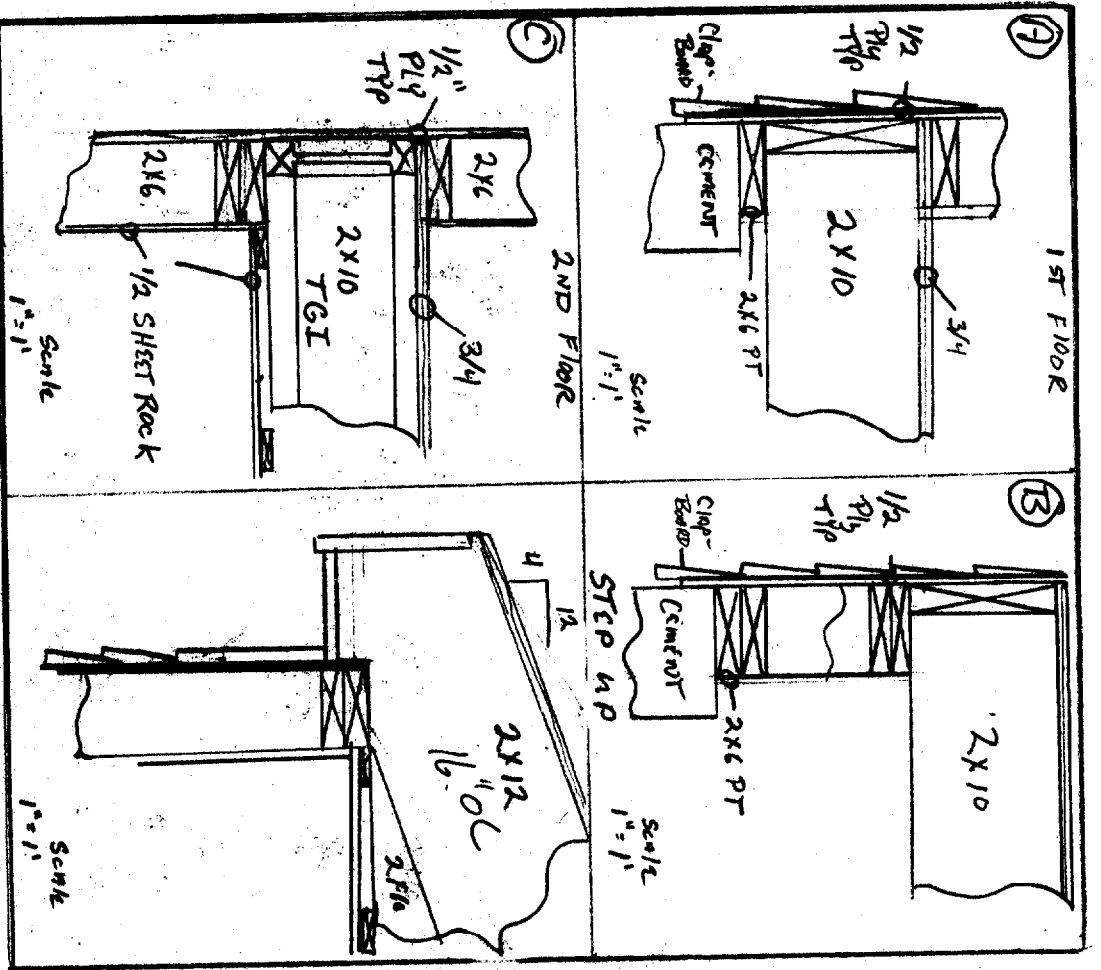 A
1ST FLOOR
1/2
Ply
TYP
Clap-
BOARD
CEMENT
2X10
3/4
2X6 PT
Scale
1"=1'
B
1/2
Ply
TYP
Clap-
BOARD
CEMENT
2X10
2X6 PT
STEP UP
Scale
1"=1'
C
2ND FLOOR
1/2"
PLY
TYP
2X6
2X6
2X10
TGI
3/4
1/2 SHEET ROCK
Scale
1"=1'
4
12
2X12
16"OC
Scale
1"=1'